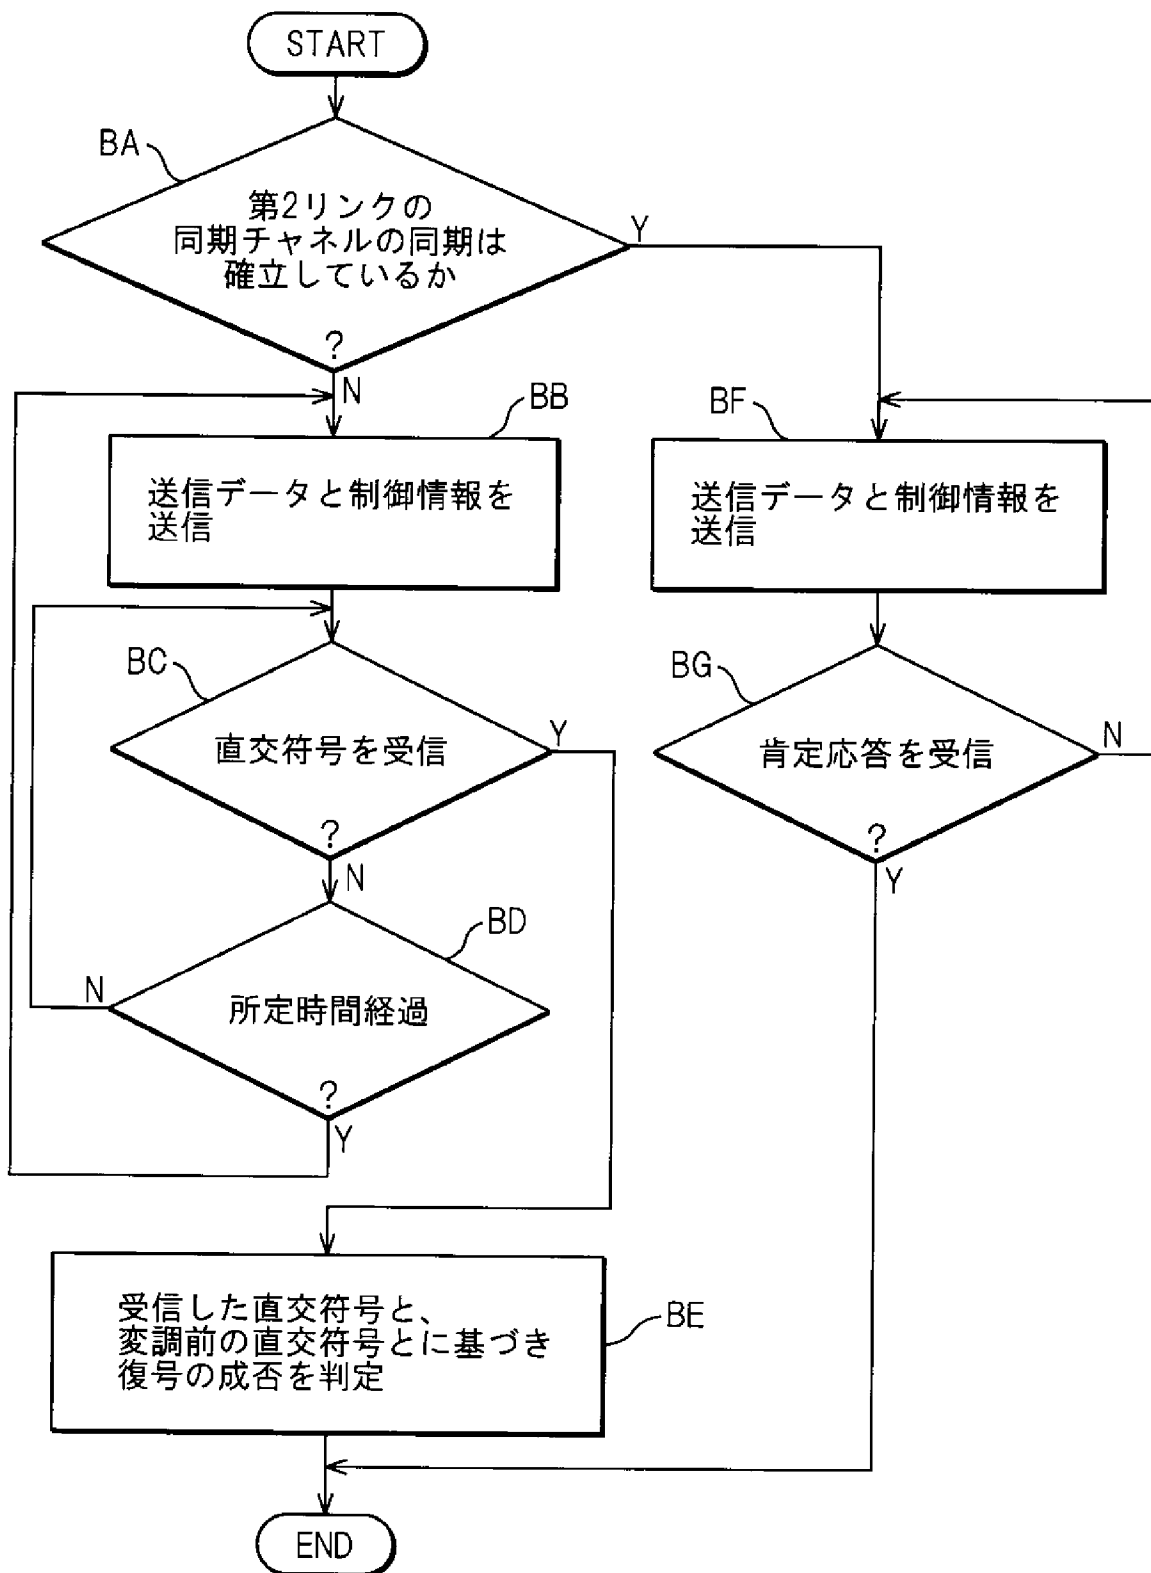 START
BA
第2リンクの
同期チャネルの同期は
確立しているか
?
Y
N
BB
送信データと制御情報を
送信
BF
送信データと制御情報を
送信
BC
直交符号を受信
?
Y
N
BG
肯定応答を受信
?
N
Y
BD
所定時間経過
?
N
Y
BE
受信した直交符号と、
変調前の直交符号とに基づき
復号の成否を判定
END